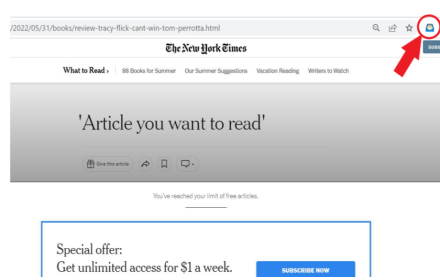 /2022/05/31/books/review-tracy-flick-cant-win-tom-perrotta.html
The New York Times
SUBS
What to Read › 88 Books for Summer Our Summer Suggestions Vacation Reading Writers to Watch
'Article you want to read'
Give this article
You've reached your limit of free articles.
Special offer:
Get unlimited access for $1 a week.
SUBSCRIBE NOW